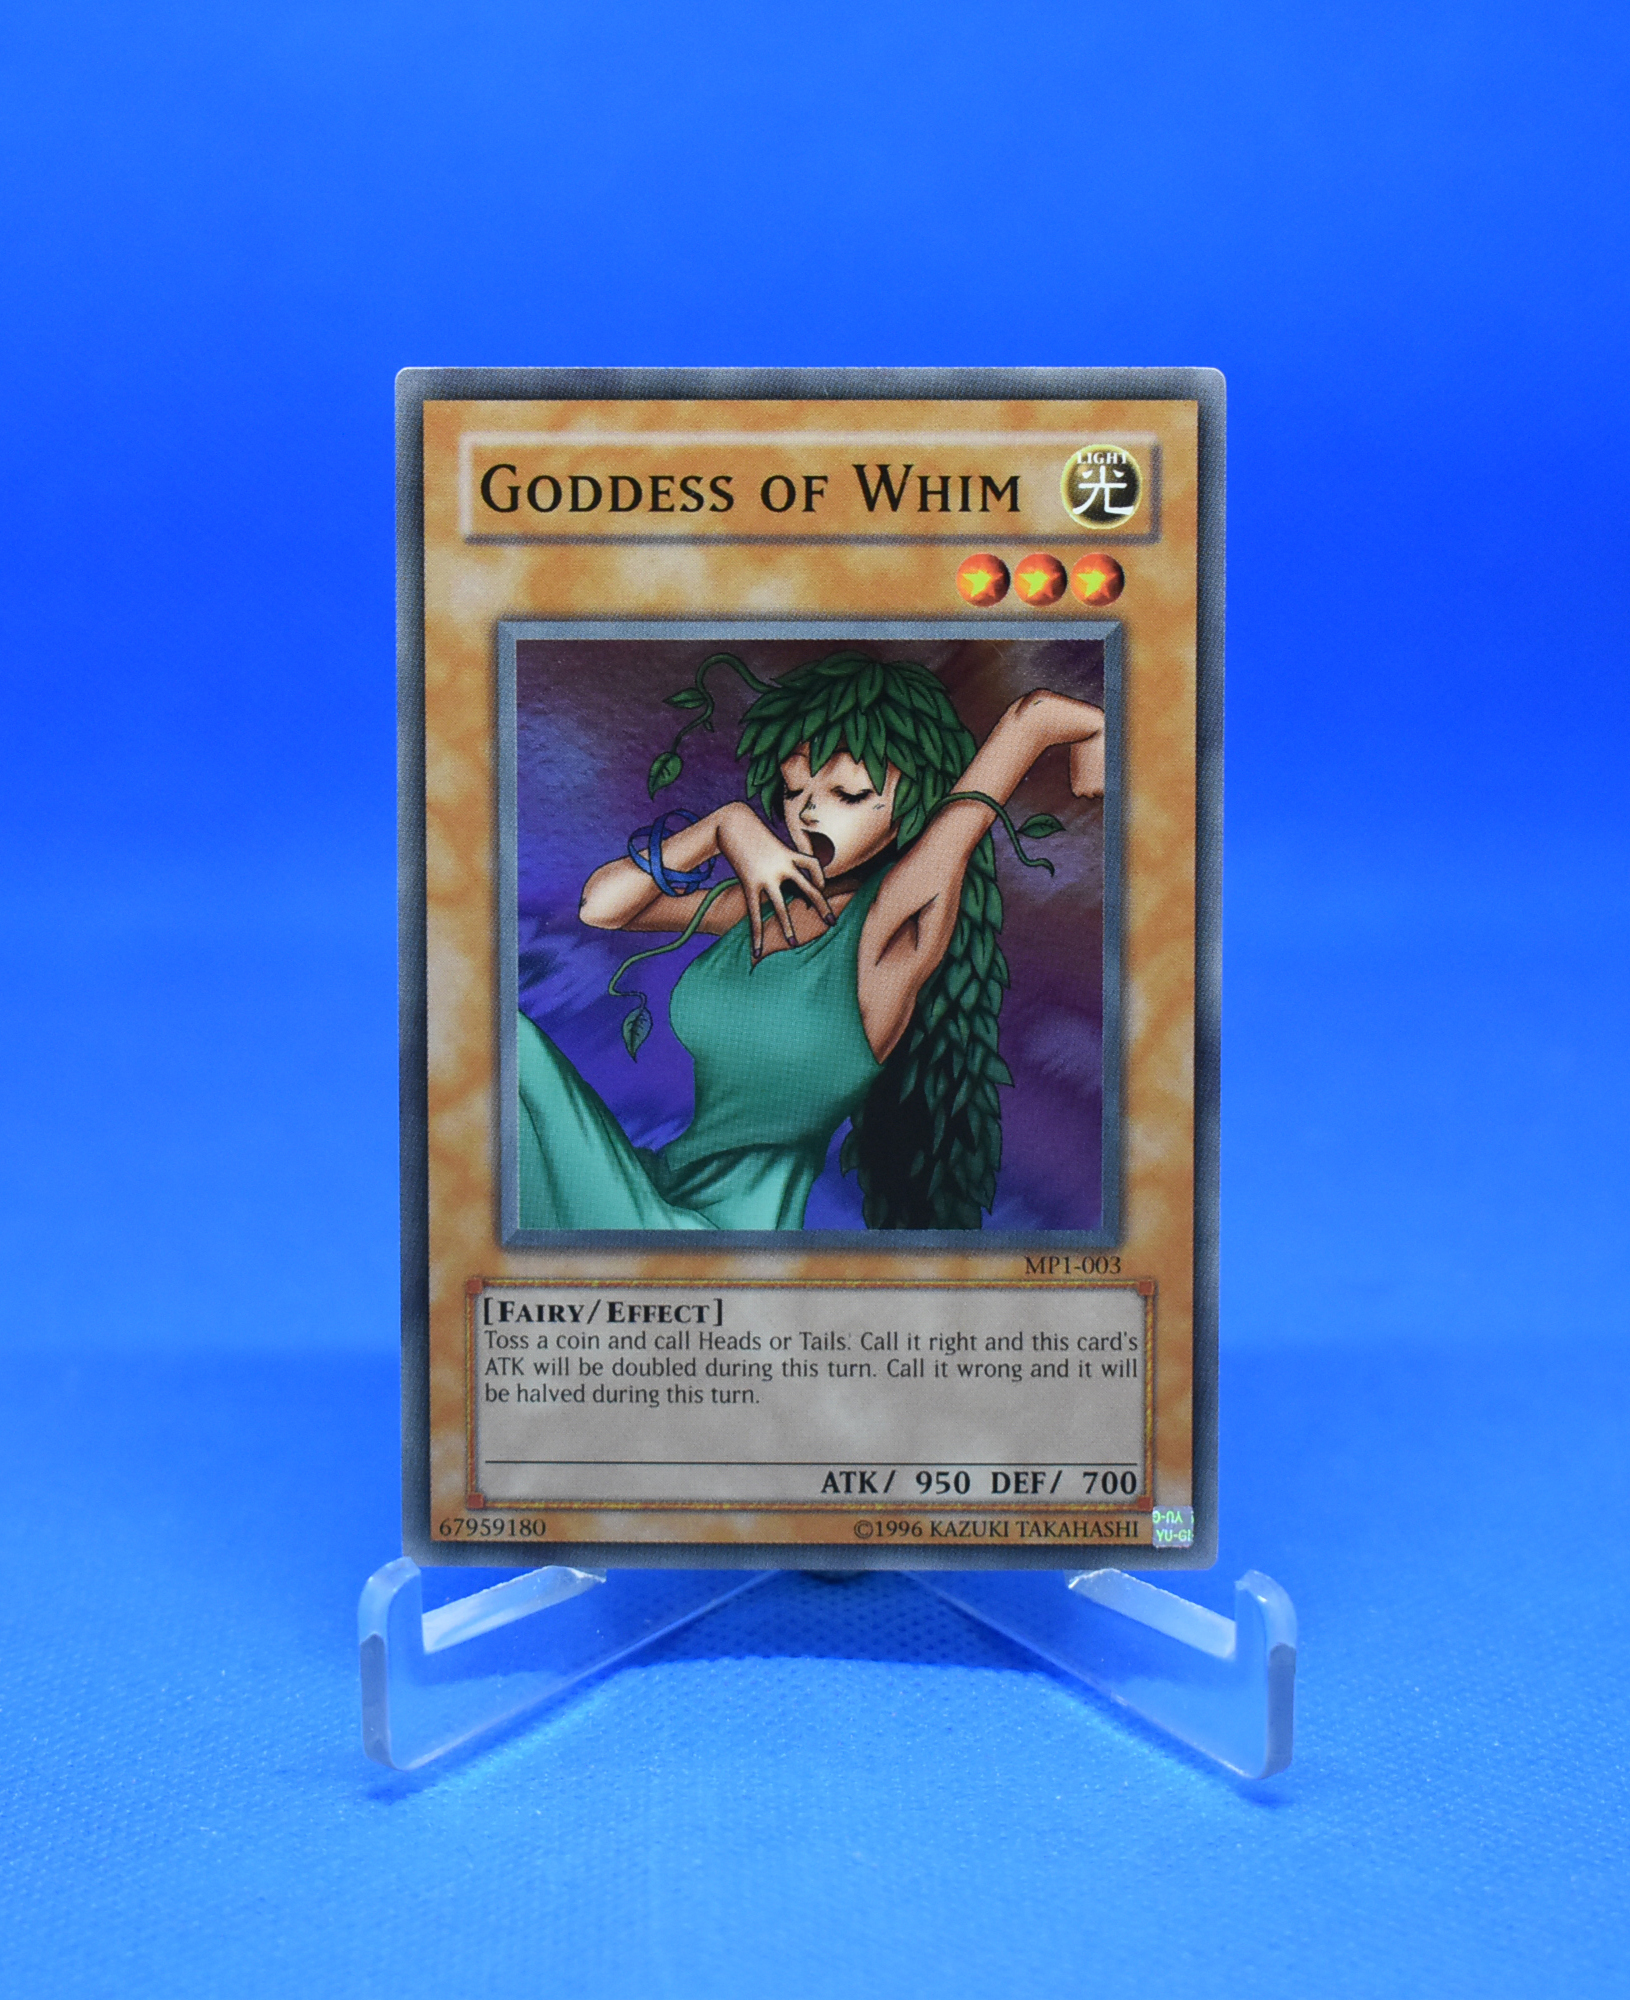 GODDESS OF WHIM
LIGHT
光
MP1-003
[FAIRY/EFFECT]
Toss a coin and call Heads or Tails. Call it right and this card's
ATK will be doubled during this turn. Call it wrong and it will
be halved during this turn.
ATK/ 950 DEF/ 700
67959180
©1996 KAZUKI TAKAHASHI
YU-GI